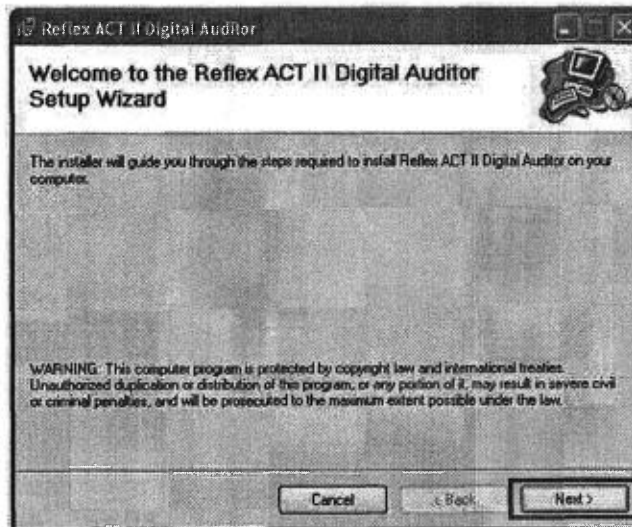 Reflex ACT II Digital Auditor
Welcome to the Reflex ACT II Digital Auditor
Setup Wizard
The installer will guide you through the steps required to install Reflex ACT II Digital Auditor on your
computer.
WARNING: This computer program is protected by copyright law and international treaties.
Unauthorized duplication or distribution of this program, or any portion of it, may result in severe civil
or criminal penalties, and will be prosecuted to the maximum extent possible under the law.
Cancel < Back Next >